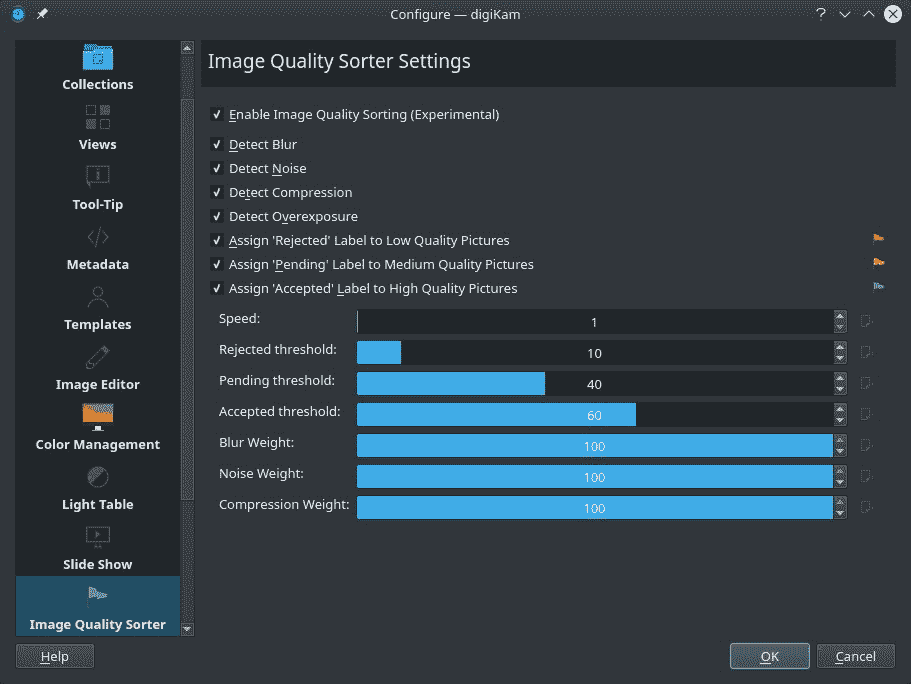 Configure — digiKam
?
Collections
Views
Tool-Tip
Metadata
Templates
Image Editor
Color Management
Light Table
Slide Show
Image Quality Sorter
Image Quality Sorter Settings
Enable Image Quality Sorting (Experimental)
Detect Blur
Detect Noise
Detect Compression
Detect Overexposure
Assign 'Rejected' Label to Low Quality Pictures
Assign 'Pending' Label to Medium Quality Pictures
Assign 'Accepted' Label to High Quality Pictures
Speed: 1
Rejected threshold: 10
Pending threshold: 40
Accepted threshold: 60
Blur Weight: 100
Noise Weight: 100
Compression Weight: 100
Help
OK
Cancel